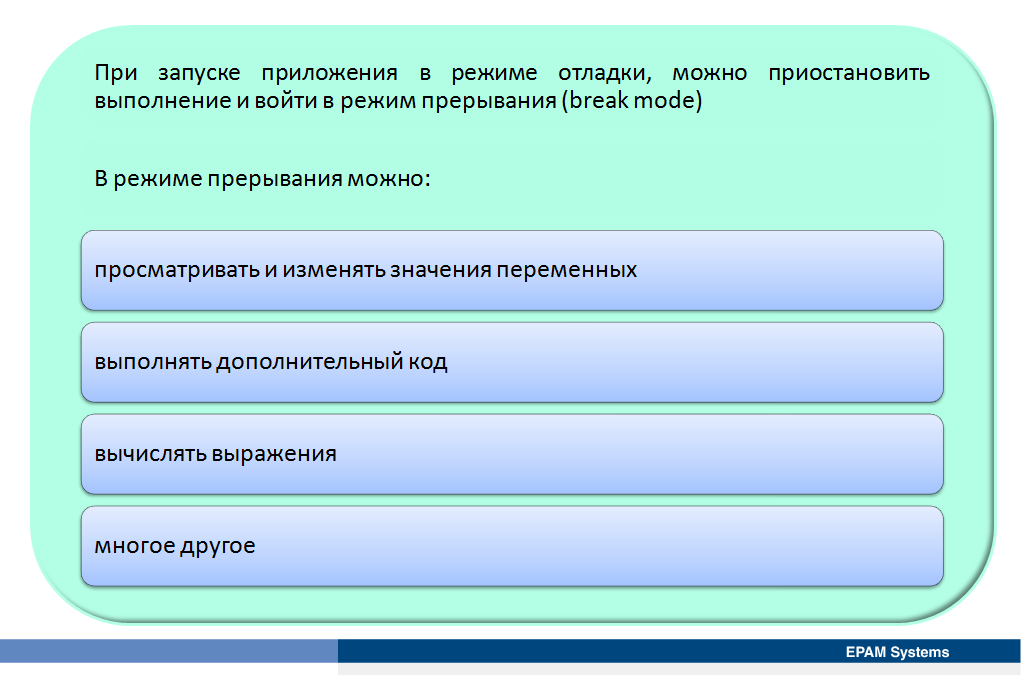 При запуске приложения в режиме отладки, можно приостановить
выполнение и войти в режим прерывания (break mode)
В режиме прерывания можно:
просматривать и изменять значения переменных
выполнять дополнительный код
вычислять выражения
многое другое
EPAM Systems